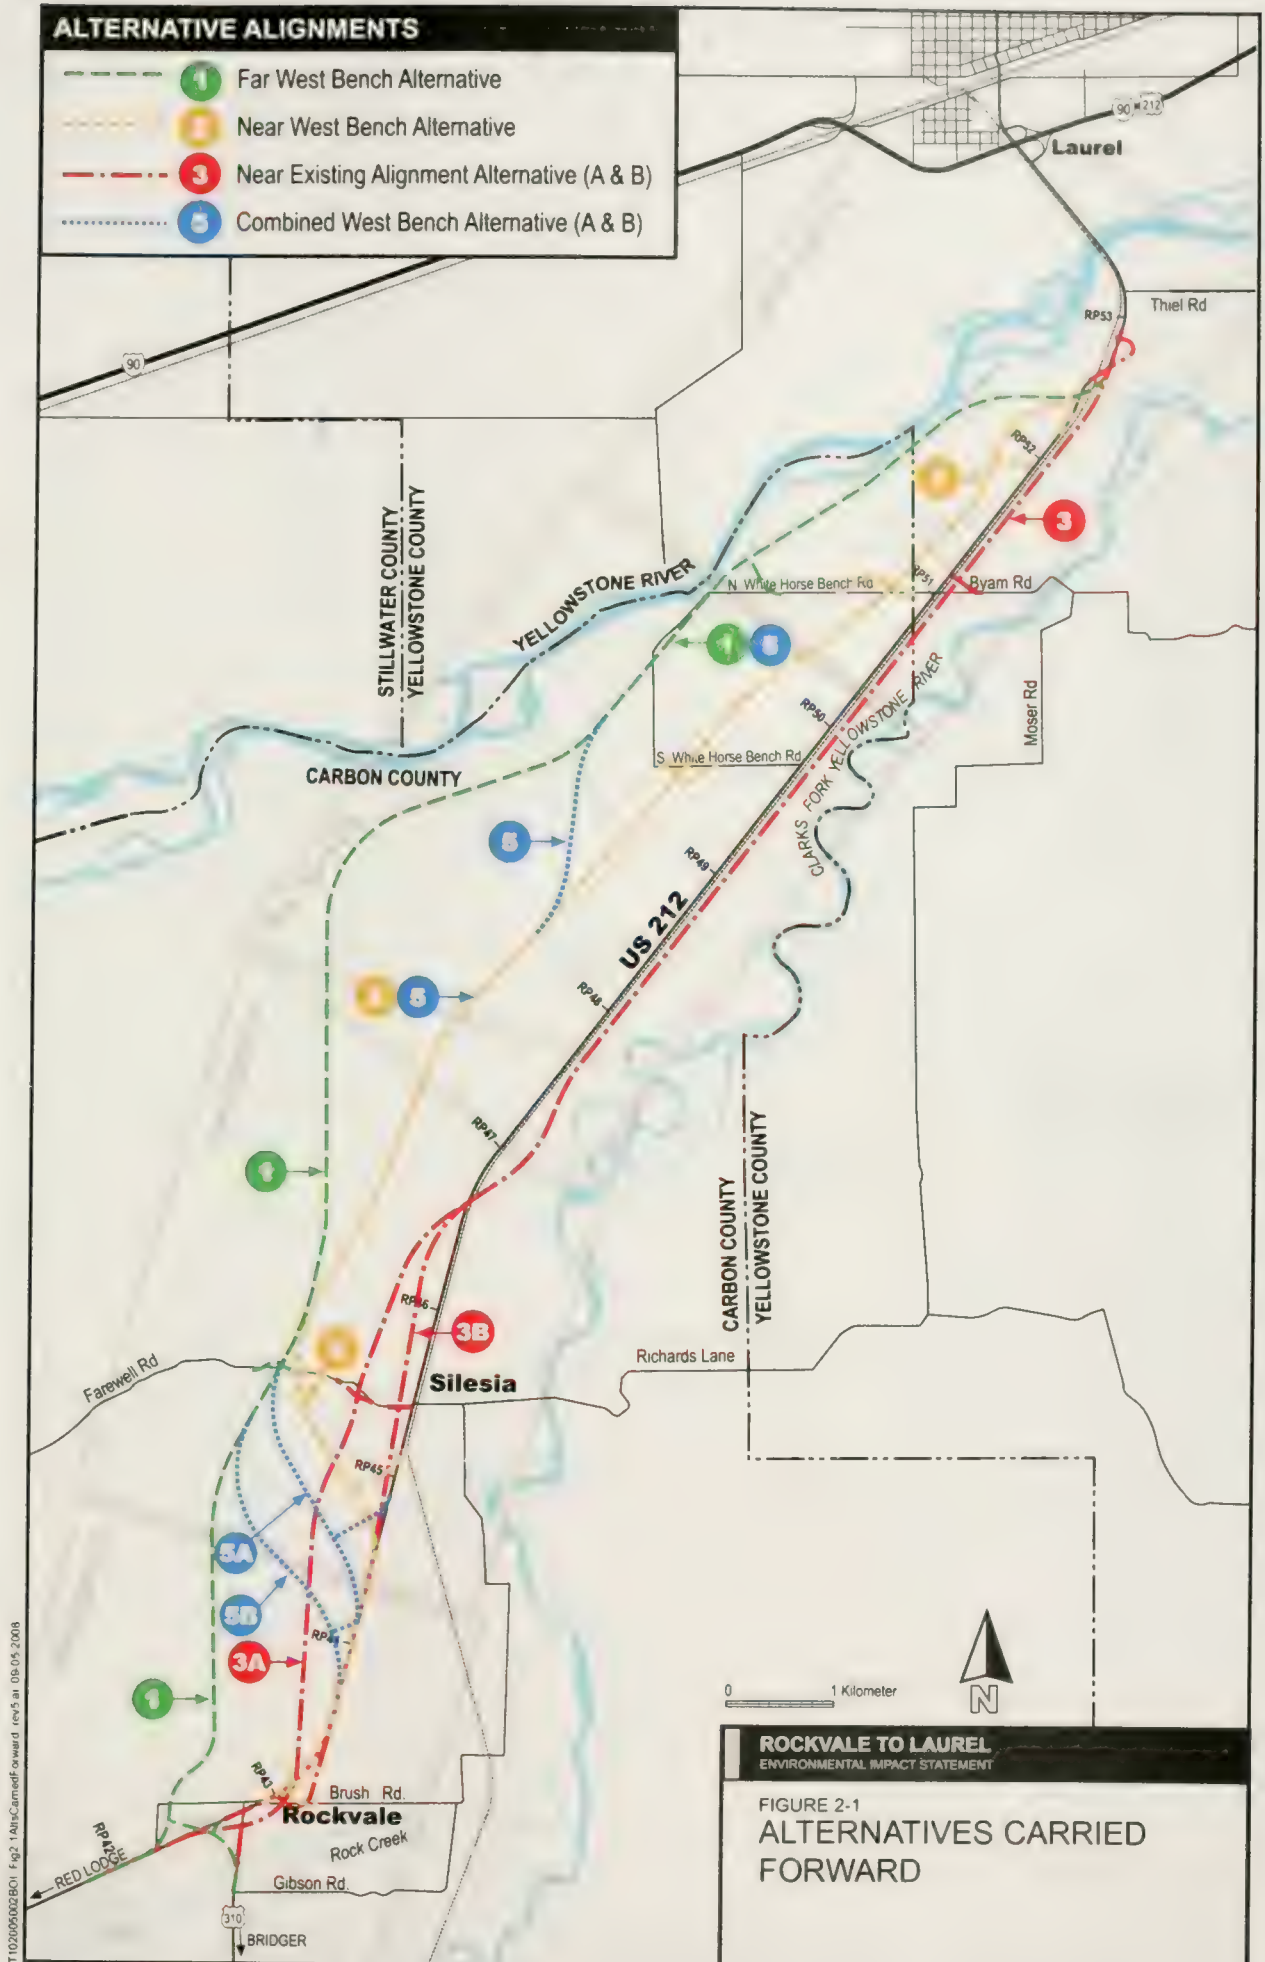 ALTERNATIVE ALIGNMENTS
1 Far West Bench Alternative
Near West Bench Alternative
3 Near Existing Alignment Alternative (A & B)
5 Combined West Bench Alternative (A & B)
90
212
Laurel
Thiel Rd
RP53
90
RP52
3
STILLWATER COUNTY
YELLOWSTONE COUNTY
YELLOWSTONE RIVER
N White Horse Bench Rd
RP51
Byam Rd
1
5
Moser Rd
RP50
CLARKS FORK YELLOWSTONE RIVER
S White Horse Bench Rd
CARBON COUNTY
5
RP49
US 212
5
RP48
RP47
1
CARBON COUNTY
YELLOWSTONE COUNTY
RP46
3B
Richards Lane
Farewell Rd
Silesia
RP45
5A
5B
RP44
3A
1
0
1 Kilometer
N
RP43
Brush Rd.
Rockvale
Rock Creek
RP42
RED LODGE
Gibson Rd.
310
BRIDGER
ROCKVALE TO LAUREL
ENVIRONMENTAL IMPACT STATEMENT
FIGURE 2-1
ALTERNATIVES CARRIED
FORWARD